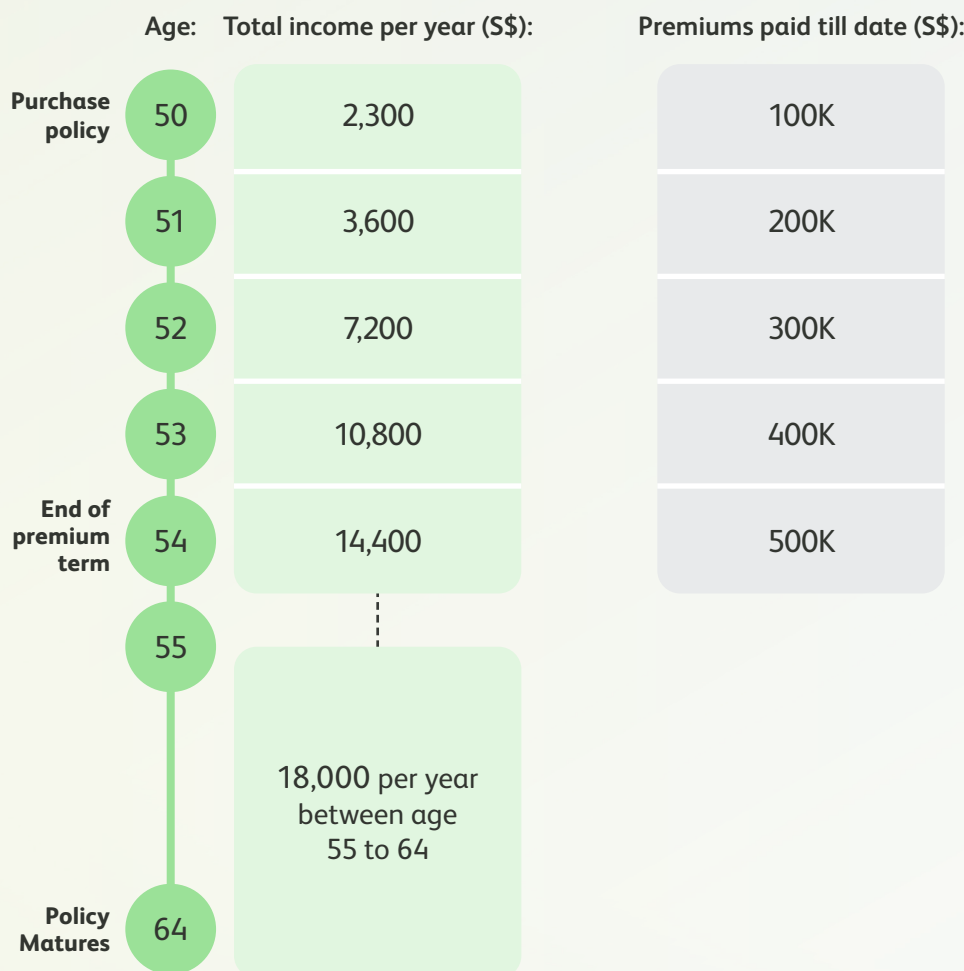 Age: Total income per year (S$): Premiums paid till date (S$):
Purchase
policy
50 2,300 100K
51 3,600 200K
52 7,200 300K
53 10,800 400K
End of
premium
term
54 14,400 500K
55
18,000 per year
between age
55 to 64
Policy
Matures
64